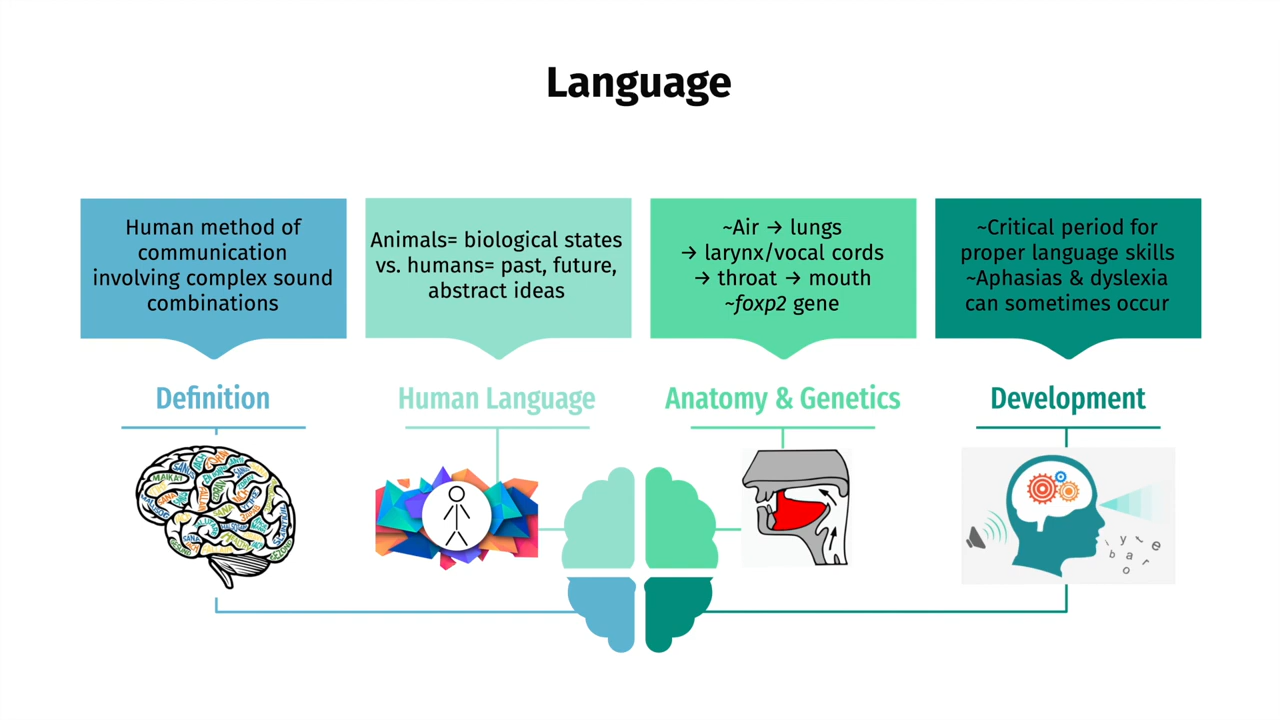 Language
Human method of
communication
involving complex sound
combinations
Animals= biological states
vs. humans= past, future,
abstract ideas
~Air → lungs
→ larynx/vocal cords
→ throat → mouth
~foxp2 gene
~Critical period for
proper language skills
~Aphasias & dyslexia
can sometimes occur
Definition
Human Language
Anatomy & Genetics
Development
MAIKAT
l y t e
b a r
o